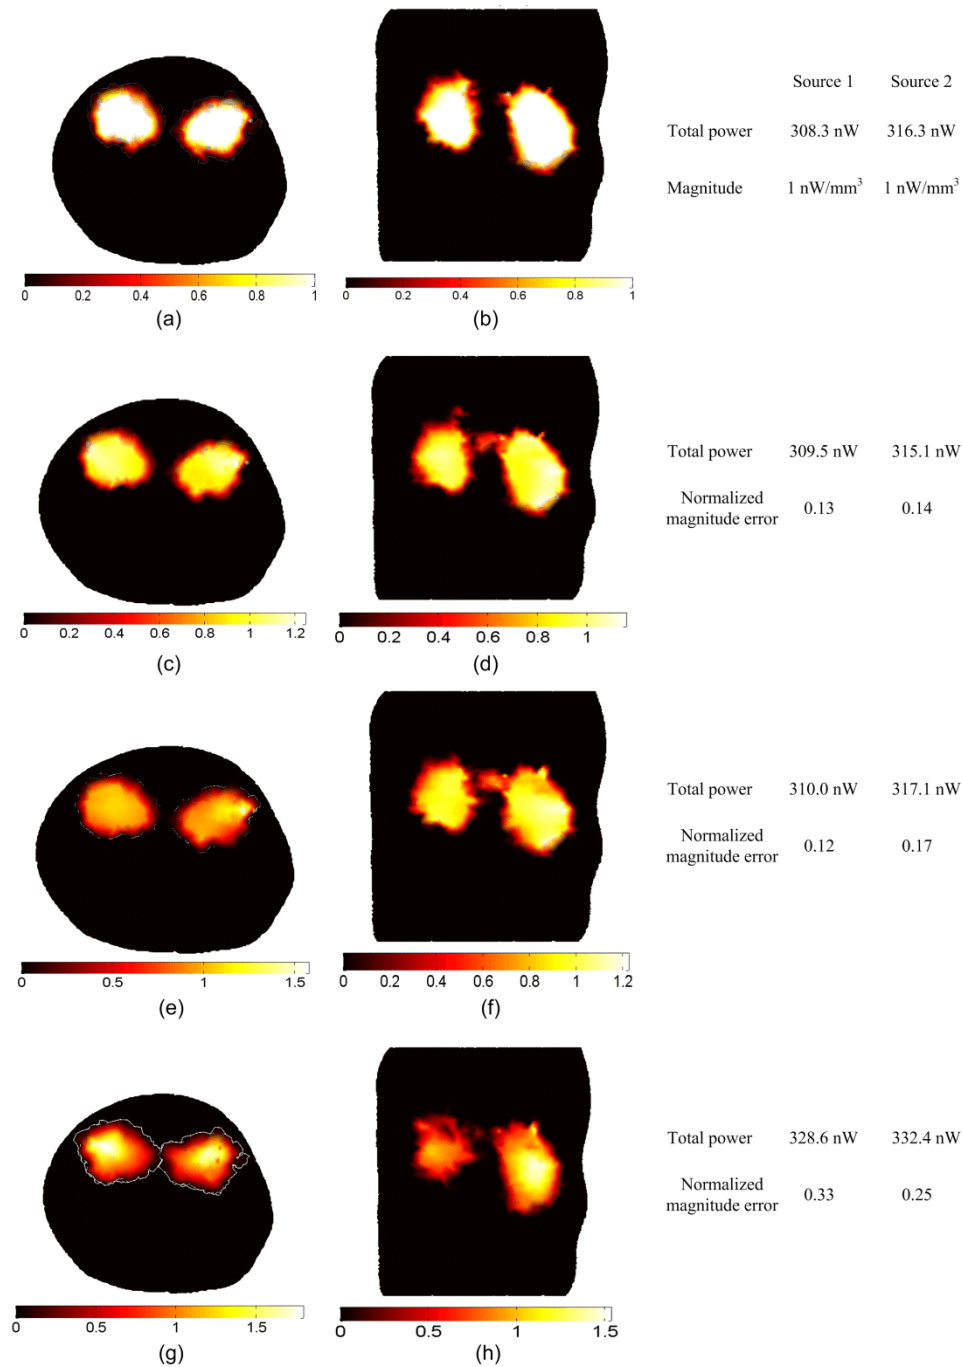 Source 1 Source 2
Total power 308.3 nW 316.3 nW
Magnitude 1 nW/mm³ 1 nW/mm³
0 0.2 0.4 0.6 0.8 1
(a)
0 0.2 0.4 0.6 0.8 1
(b)
Total power 309.5 nW 315.1 nW
Normalized
magnitude error 0.13 0.14
0 0.2 0.4 0.6 0.8 1 1.2
(c)
0 0.2 0.4 0.6 0.8 1
(d)
Total power 310.0 nW 317.1 nW
Normalized
magnitude error 0.12 0.17
0 0.5 1 1.5
(e)
0 0.2 0.4 0.6 0.8 1 1.2
(f)
Total power 328.6 nW 332.4 nW
Normalized
magnitude error 0.33 0.25
0 0.5 1 1.5
(g)
0 0.5 1 1.5
(h)